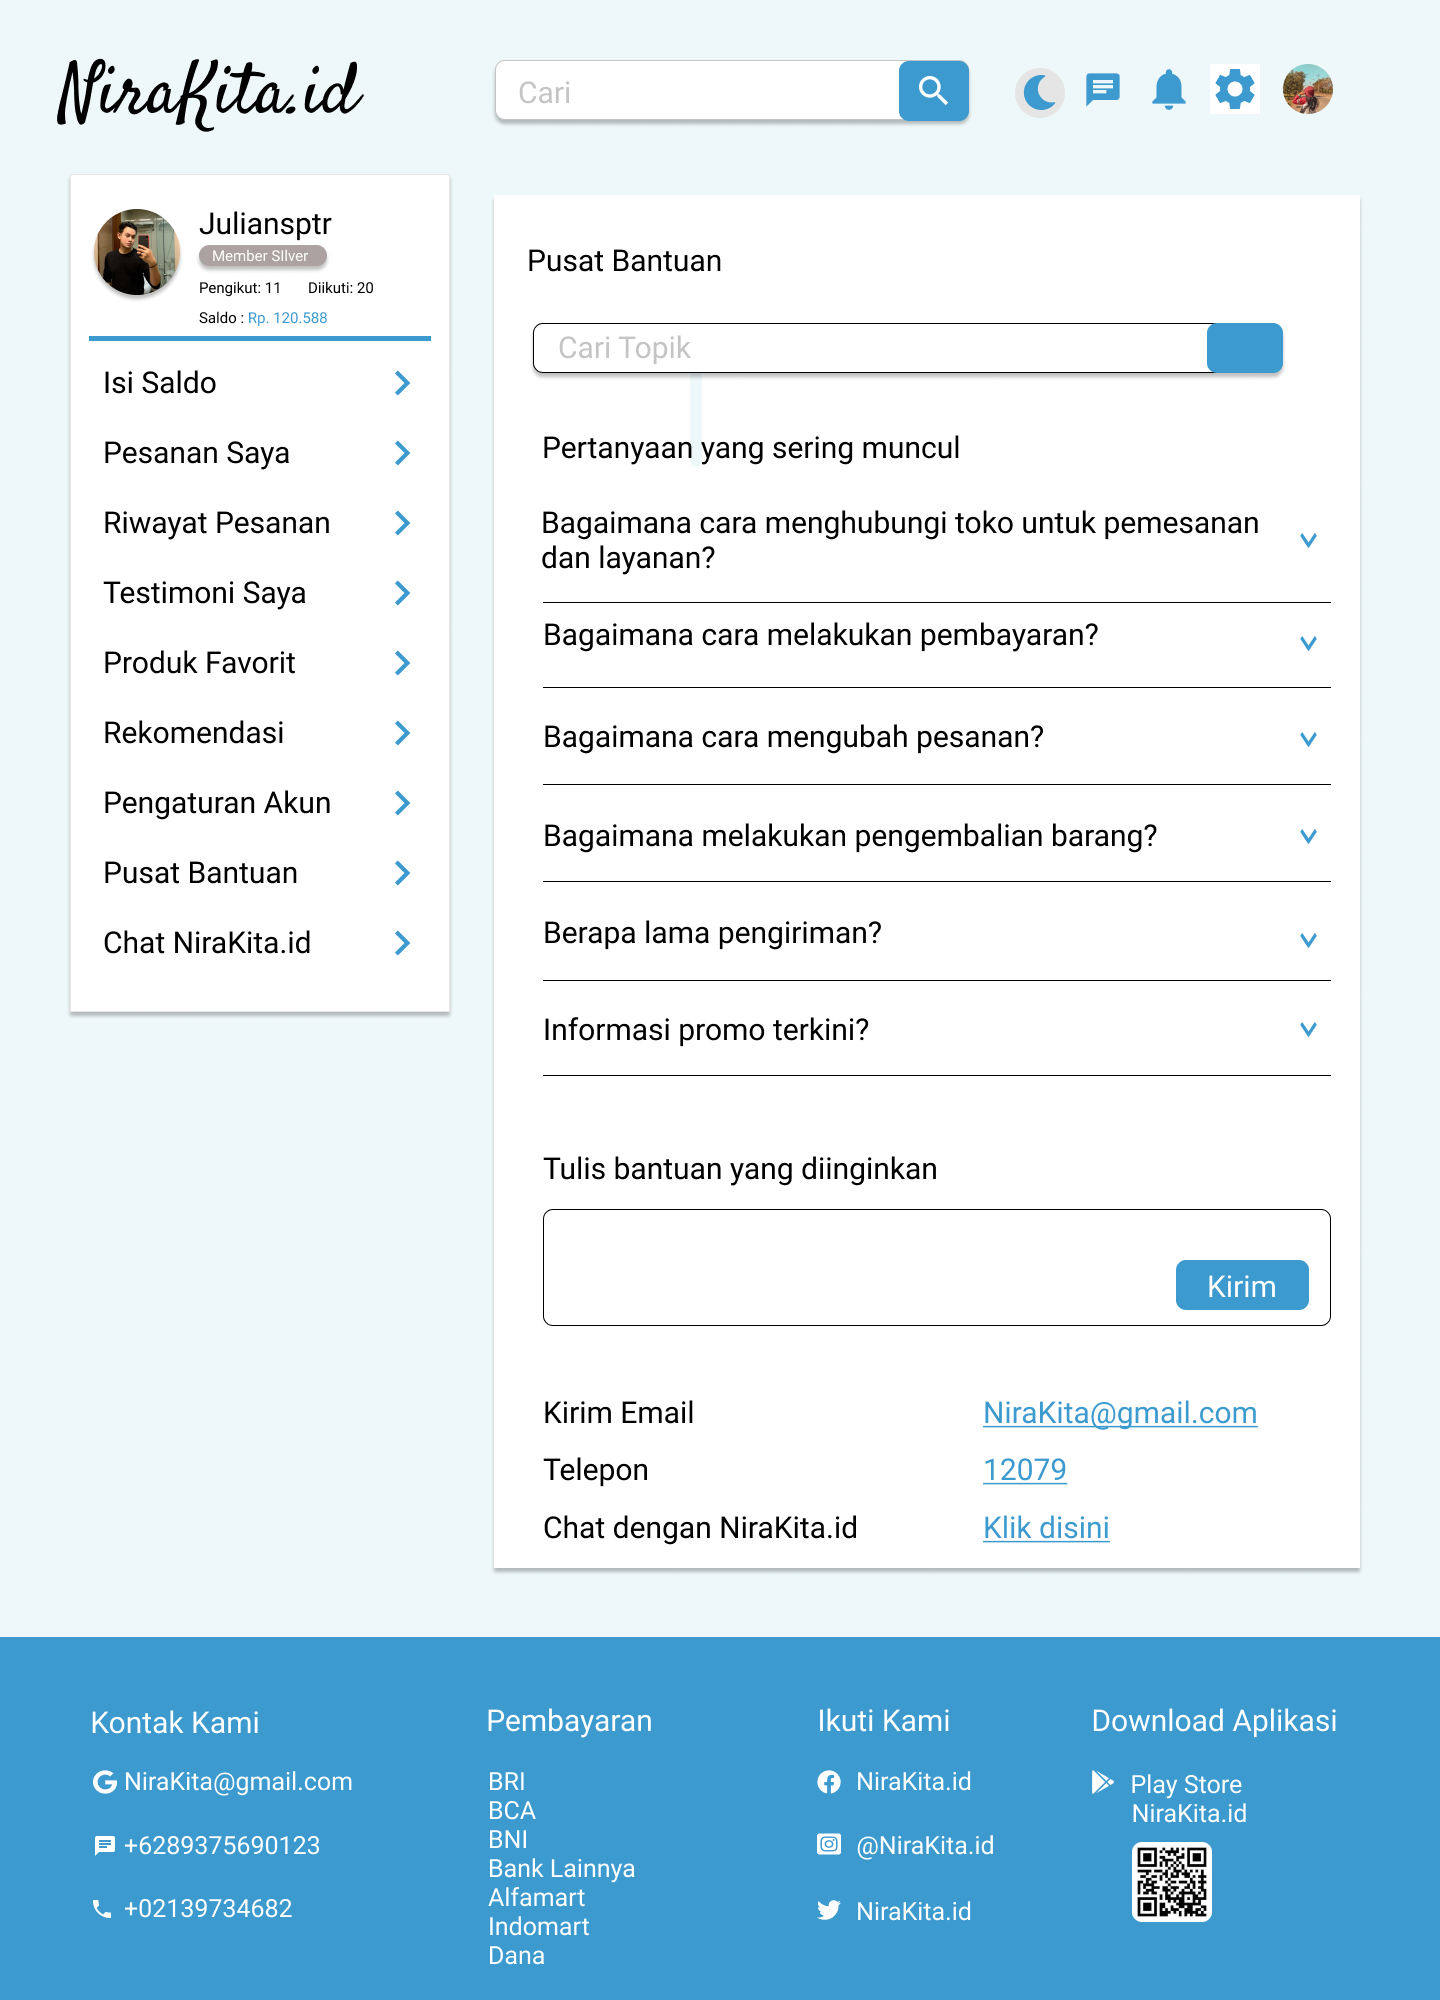 NiraKita.id
Cari
Juliansptr
Member SIlver
Pengikut: 11 Diikuti: 20
Saldo : Rp. 120.588
Isi Saldo
Pesanan Saya
Riwayat Pesanan
Testimoni Saya
Produk Favorit
Rekomendasi
Pengaturan Akun
Pusat Bantuan
Chat NiraKita.id
Pusat Bantuan
Cari Topik
Pertanyaan yang sering muncul
Bagaimana cara menghubungi toko untuk pemesanan
dan layanan?
Bagaimana cara melakukan pembayaran?
Bagaimana cara mengubah pesanan?
Bagaimana melakukan pengembalian barang?
Berapa lama pengiriman?
Informasi promo terkini?
Tulis bantuan yang diinginkan
Kirim
Kirim Email NiraKita@gmail.com
Telepon 12079
Chat dengan NiraKita.id Klik disini
Kontak Kami
NiraKita@gmail.com
+6289375690123
+02139734682
Pembayaran
BRI
BCA
BNI
Bank Lainnya
Alfamart
Indomart
Dana
Ikuti Kami
NiraKita.id
@NiraKita.id
NiraKita.id
Download Aplikasi
Play Store
NiraKita.id